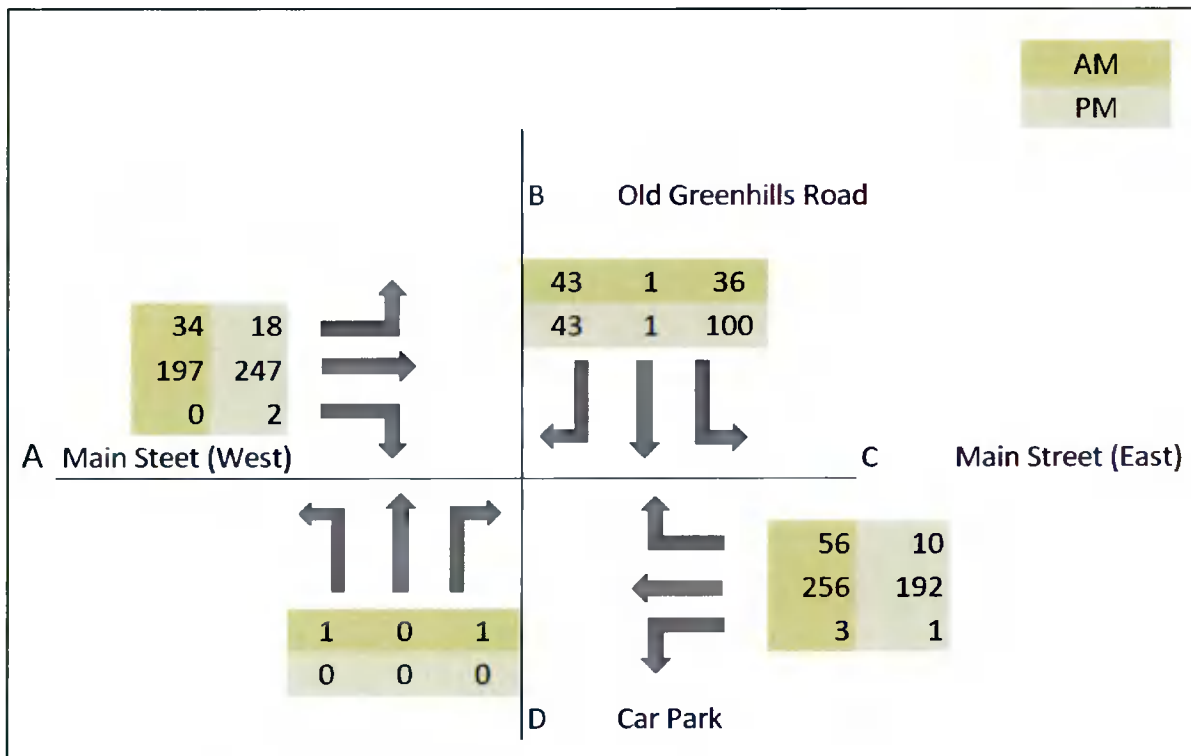 AM
PM
B Old Greenhills Road
43 1 36
43 1 100
34 18
197 247
0 2
A Main Steet (West)
C Main Street (East)
56 10
256 192
3 1
1 0 1
0 0 0
D Car Park